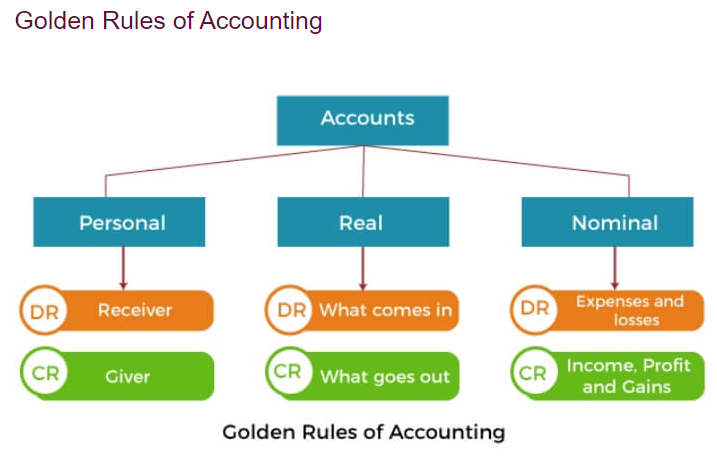 Golden Rules of Accounting
Accounts
Personal
Real
Nominal
DR Receiver
DR What comes in
DR Expenses and
losses
CR Giver
CR What goes out
CR Income, Profit
and Gains
Golden Rules of Accounting